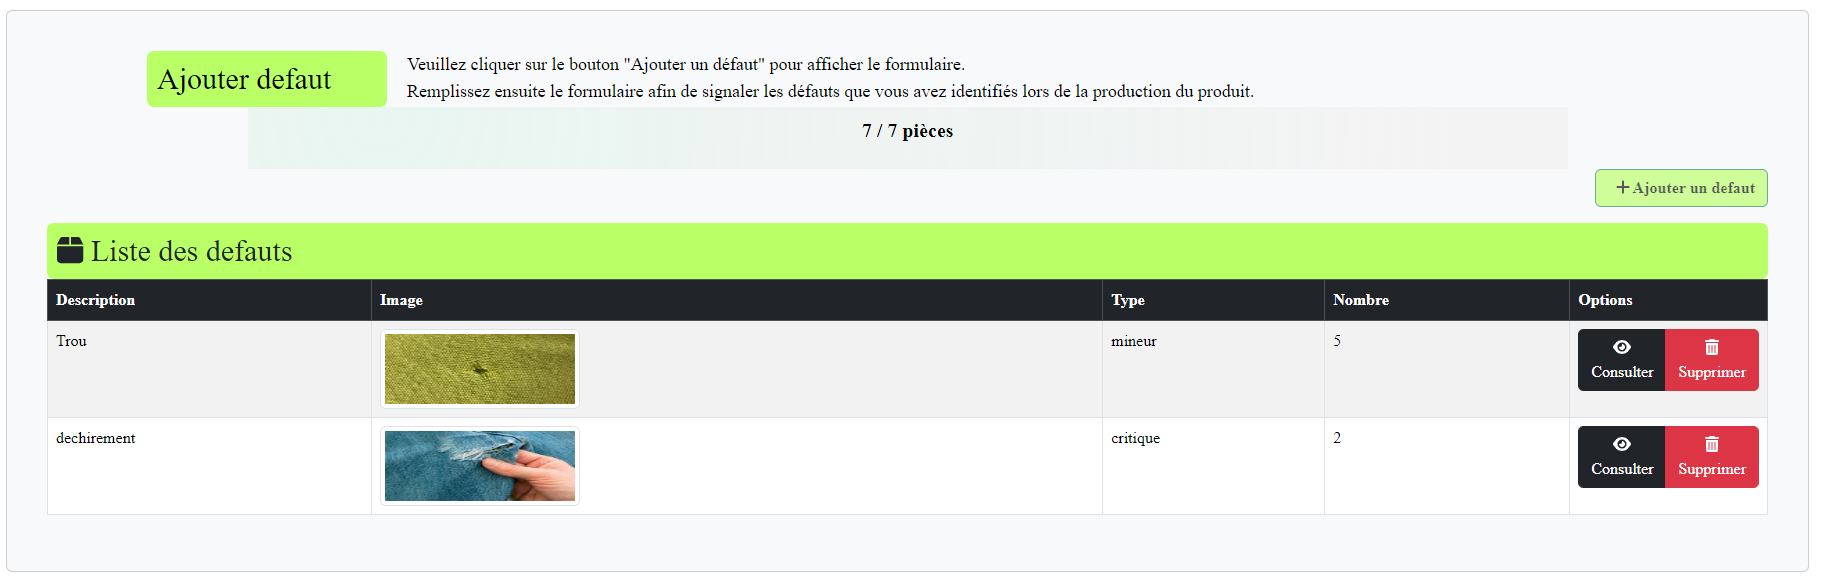 Ajouter defaut
Veuillez cliquer sur le bouton "Ajouter un défaut" pour afficher le formulaire.
Remplissez ensuite le formulaire afin de signaler les défauts que vous avez identifiés lors de la production du produit.
7 / 7 pièces
Ajouter un defaut
Liste des defauts
Description Image Type Nombre Options
Trou mineur 5 Consulter Supprimer
dechirement critique 2 Consulter Supprimer